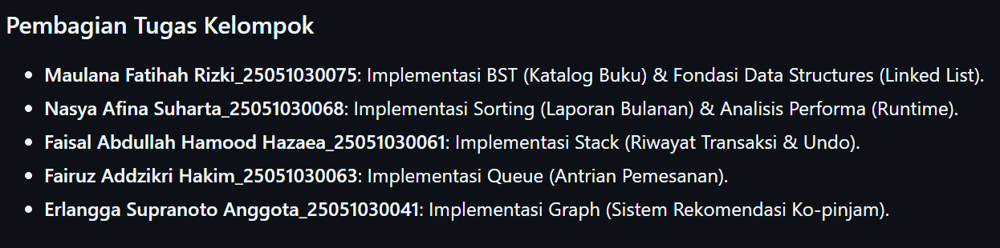 Pembagian Tugas Kelompok
• Maulana Fatihah Rizki_25051030075: Implementasi BST (Katalog Buku) & Fondasi Data Structures (Linked List).
• Nasya Afina Suharta_25051030068: Implementasi Sorting (Laporan Bulanan) & Analisis Performa (Runtime).
• Faisal Abdullah Hamood Hazaea_25051030061: Implementasi Stack (Riwayat Transaksi & Undo).
• Fairuz Addzikri Hakim_25051030063: Implementasi Queue (Antrian Pemesanan).
• Erlangga Supranoto Anggota_25051030041: Implementasi Graph (Sistem Rekomendasi Ko-pinjam).